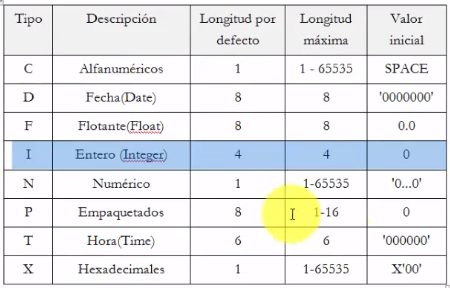 Tipo Descripción Longitud por defecto Longitud máxima Valor inicial
C Alfanuméricos 1 1 - 65535 SPACE
D Fecha(Date) 8 8 '0000000'
F Flotante(Float) 8 8 0.0
I Entero (Integer) 4 4 0
N Numérico 1 1-65535 '0...0'
P Empaquetados 8 1-16 0
T Hora(Time) 6 6 '000000'
X Hexadecimales 1 1-65535 X'00'